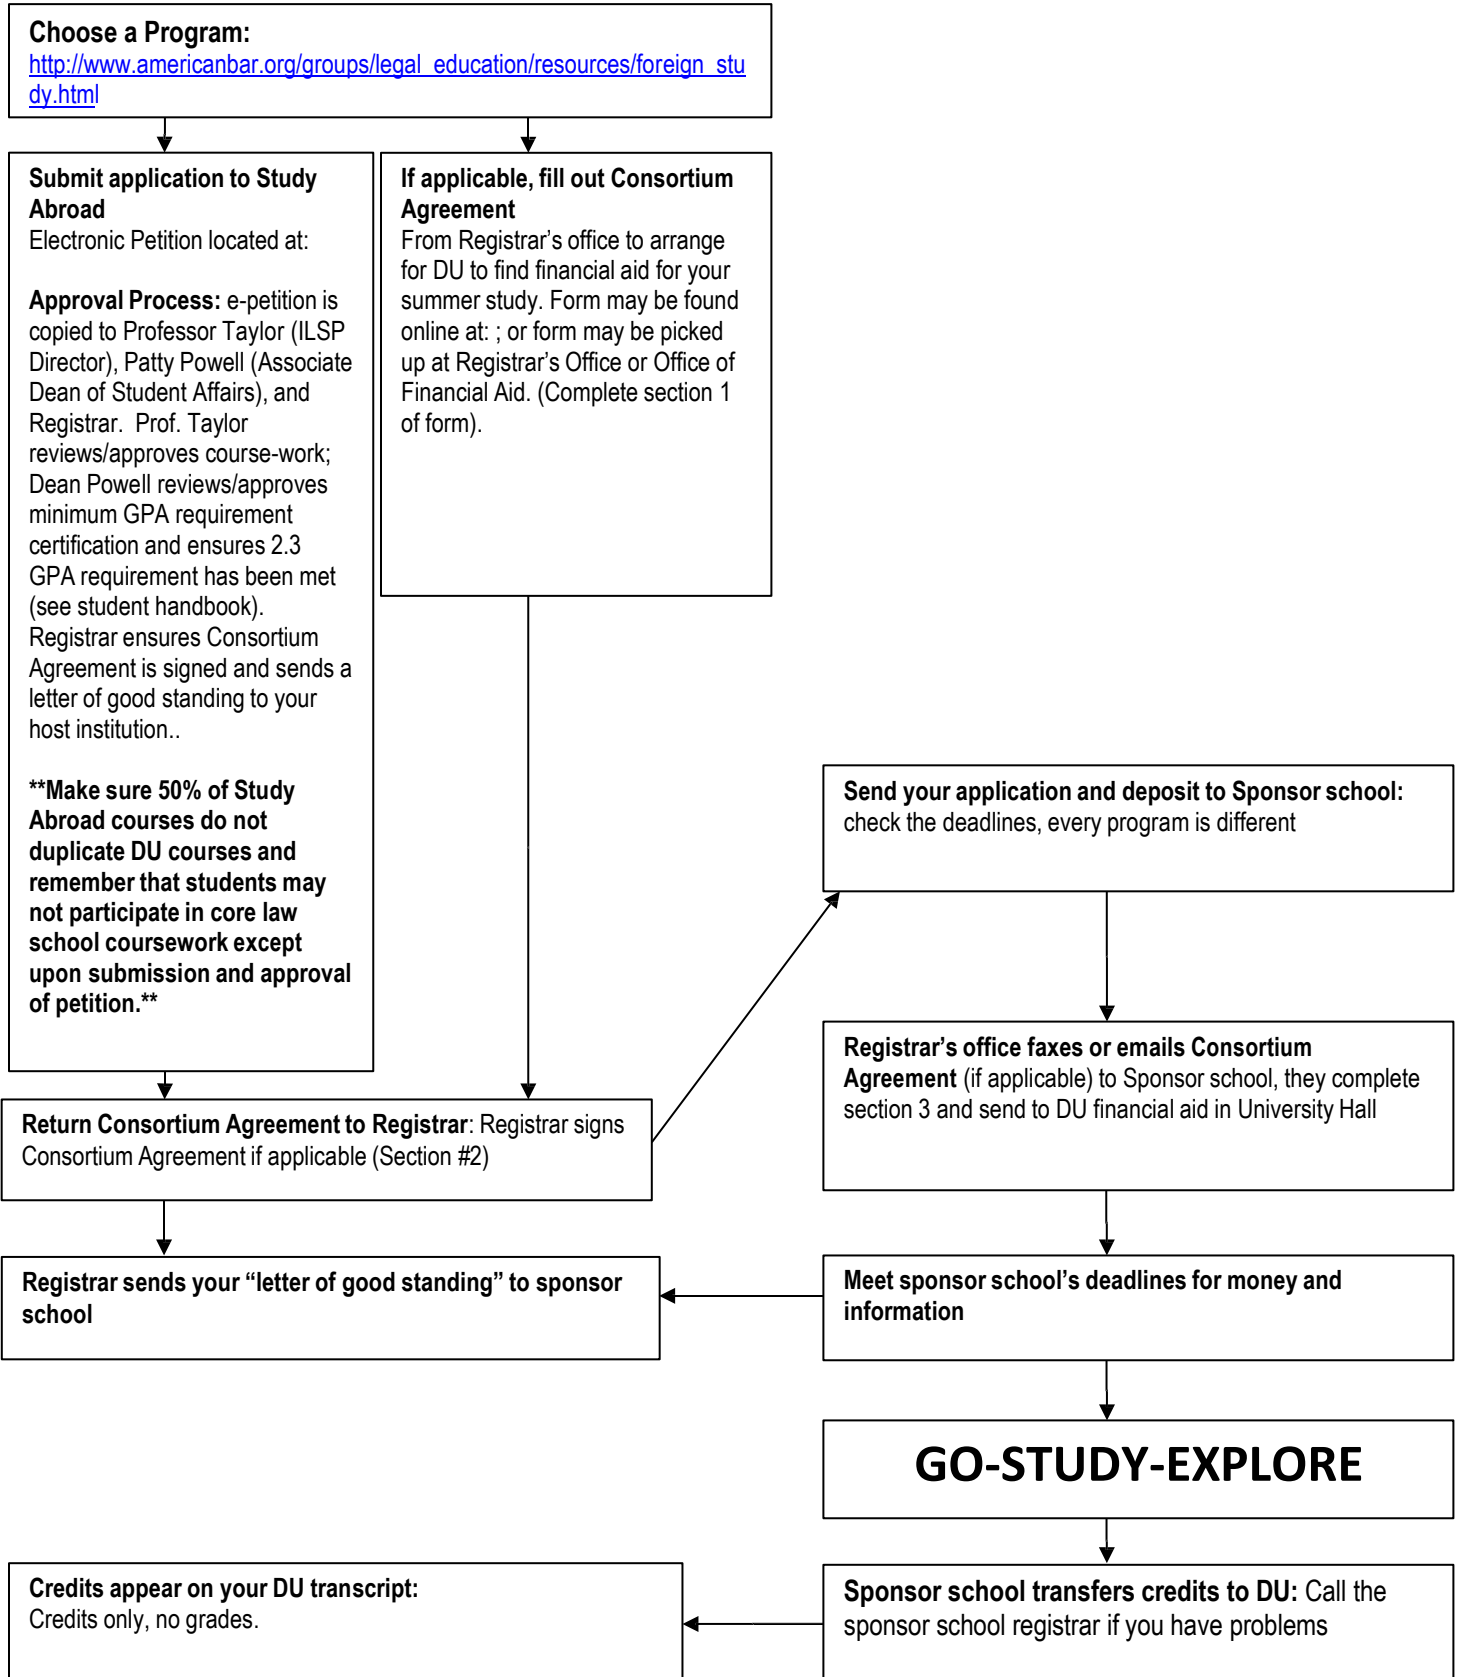 Choose a Program:
http://www.americanbar.org/groups/legal_education/resources/foreign_stu
dy.html
Submit application to Study
Abroad
Electronic Petition located at:
Approval Process: e-petition is
copied to Professor Taylor (ILSP
Director), Patty Powell (Associate
Dean of Student Affairs), and
Registrar. Prof. Taylor
reviews/approves course-work;
Dean Powell reviews/approves
minimum GPA requirement
certification and ensures 2.3
GPA requirement has been met
(see student handbook).
Registrar ensures Consortium
Agreement is signed and sends a
letter of good standing to your
host institution..
**Make sure 50% of Study
Abroad courses do not
duplicate DU courses and
remember that students may
not participate in core law
school coursework except
upon submission and approval
of petition.**
If applicable, fill out Consortium
Agreement
From Registrar’s office to arrange
for DU to find financial aid for your
summer study. Form may be found
online at: ; or form may be picked
up at Registrar’s Office or Office of
Financial Aid. (Complete section 1
of form).
Return Consortium Agreement to Registrar: Registrar signs
Consortium Agreement if applicable (Section #2)
Registrar sends your “letter of good standing” to sponsor
school
Send your application and deposit to Sponsor school:
check the deadlines, every program is different
Registrar’s office faxes or emails Consortium
Agreement (if applicable) to Sponsor school, they complete
section 3 and send to DU financial aid in University Hall
Meet sponsor school’s deadlines for money and
information
GO-STUDY-EXPLORE
Sponsor school transfers credits to DU: Call the
sponsor school registrar if you have problems
Credits appear on your DU transcript:
Credits only, no grades.